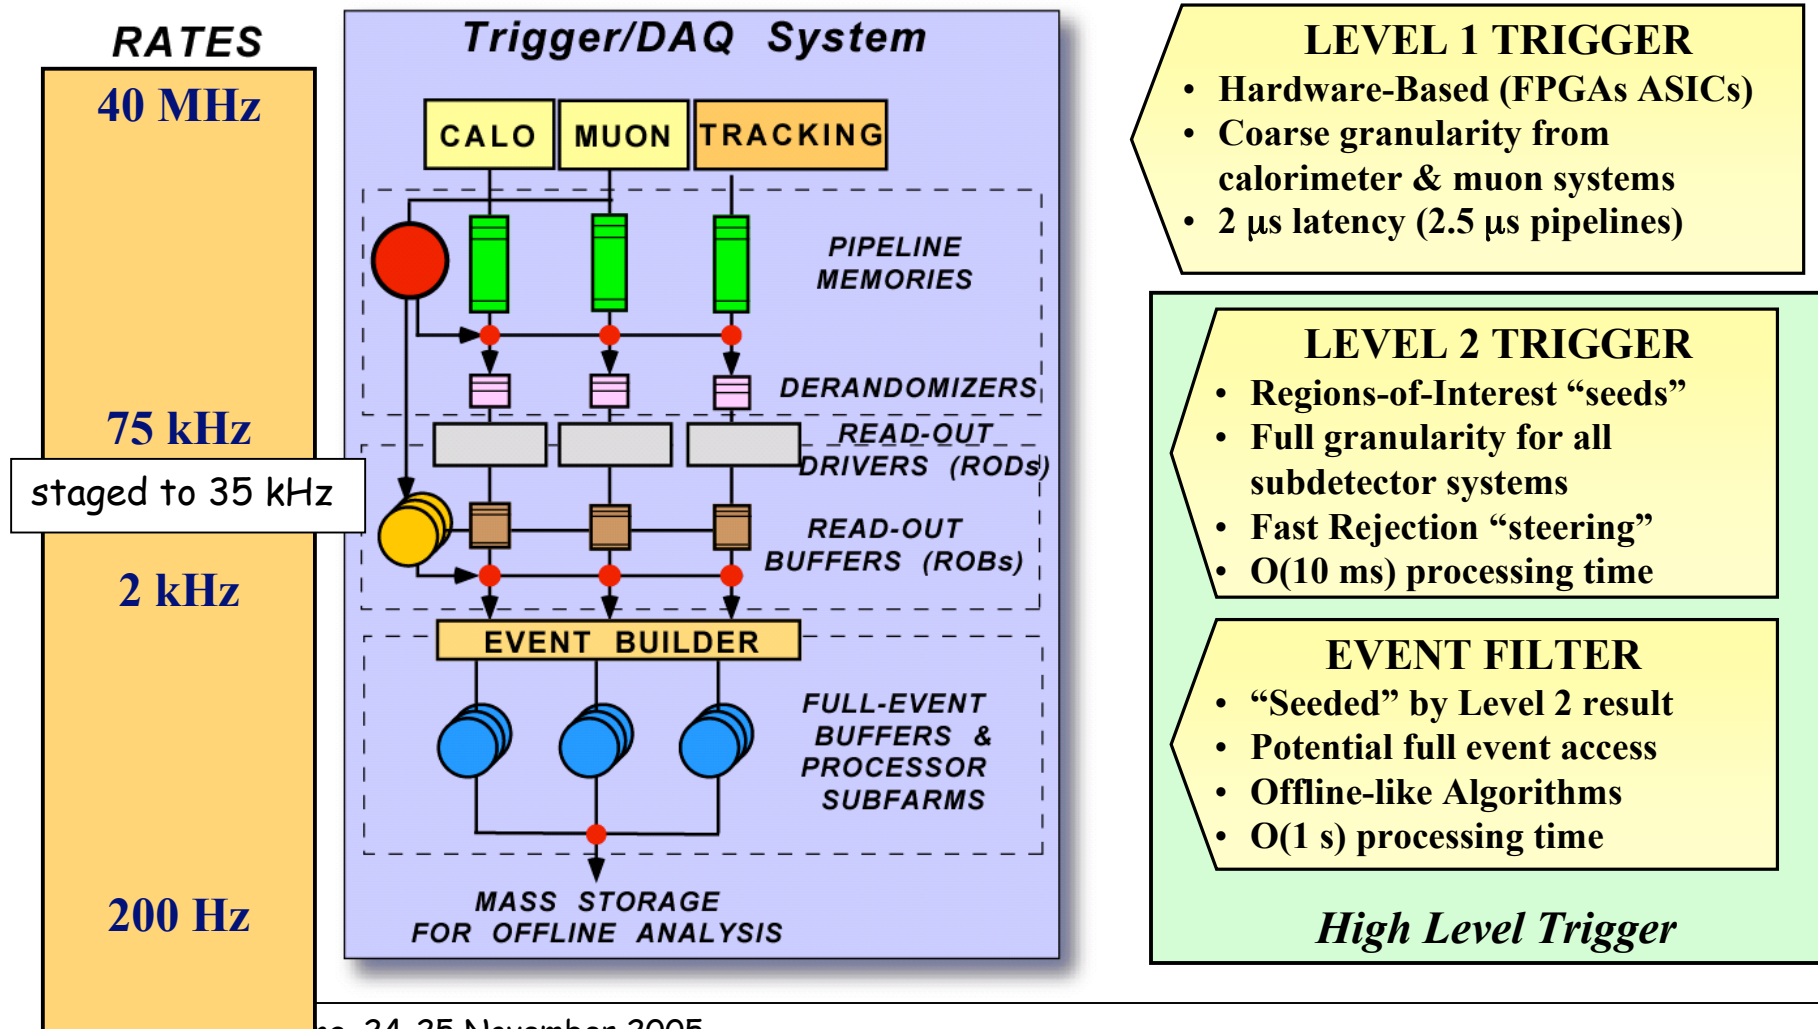 RATES
40 MHz
75 kHz
staged to 35 kHz
2 kHz
200 Hz
Trigger/DAQ System
CALO
MUON
TRACKING
PIPELINE
MEMORIES
DERANDOMIZERS
READ-OUT
DRIVERS (RODs)
READ-OUT
BUFFERS (ROBs)
EVENT BUILDER
FULL-EVENT
BUFFERS &
PROCESSOR
SUBFARMS
MASS STORAGE
FOR OFFLINE ANALYSIS
LEVEL 1 TRIGGER
• Hardware-Based (FPGAs ASICs)
• Coarse granularity from
calorimeter & muon systems
• 2 μs latency (2.5 μs pipelines)
LEVEL 2 TRIGGER
• Regions-of-Interest “seeds”
• Full granularity for all
subdetector systems
• Fast Rejection “steering”
• O(10 ms) processing time
EVENT FILTER
• “Seeded” by Level 2 result
• Potential full event access
• Offline-like Algorithms
• O(1 s) processing time
High Level Trigger
24-25 November 2005